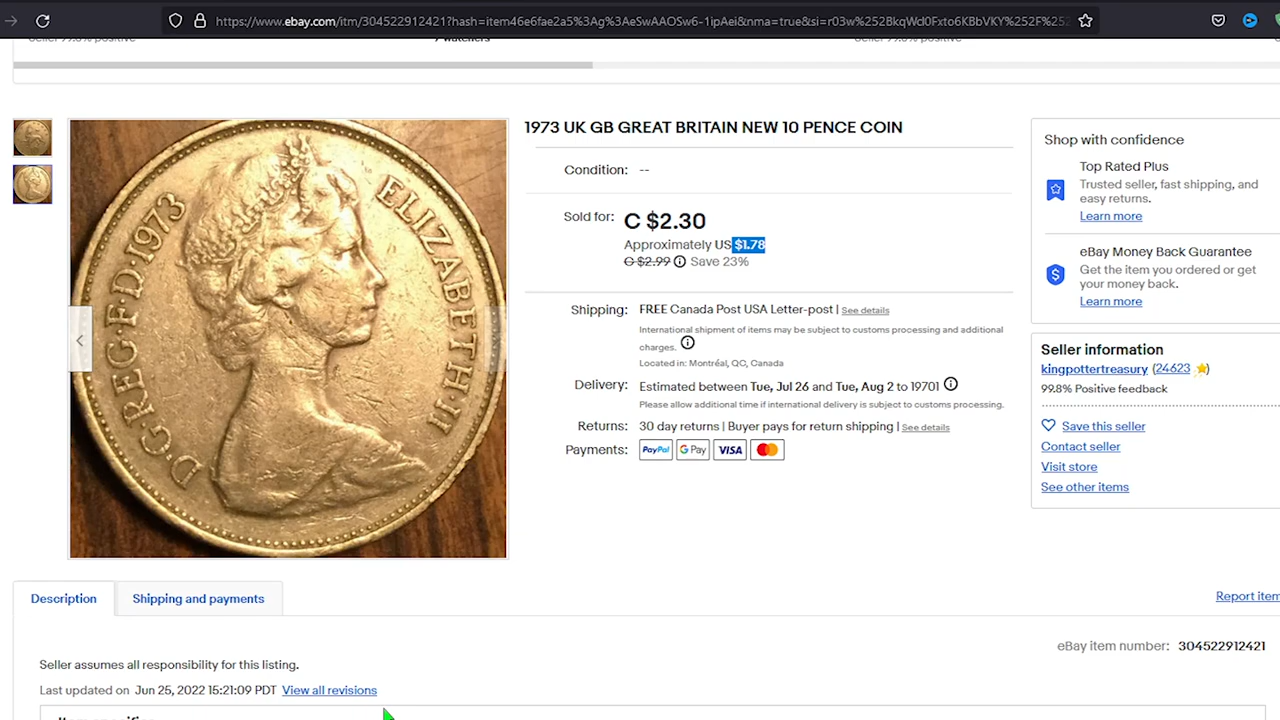 https://www.ebay.com/itm/304522912421?hash=item46e6fae2a5%3Ag%3AeSwAAOSw6-1ipAei&nma=true&si=r03w%252BkqWdl0Fxto6KBbVKY%252F%252
1973 UK GB GREAT BRITAIN NEW 10 PENCE COIN
Condition: --
Sold for: C $2.30
Approximately US $1.78
C $2.99 Save 23%
Shipping: FREE Canada Post USA Letter-post | See details
International shipment of items may be subject to customs processing and additional
charges.
Located in: Montréal, QC, Canada
Delivery: Estimated between Tue, Jul 26 and Tue, Aug 2 to 19701
Please allow additional time if international delivery is subject to customs processing.
Returns: 30 day returns | Buyer pays for return shipping | See details
Payments: PayPal G Pay VISA
D·G·REG·F·D·1973
ELIZABETH·II
Shop with confidence
Top Rated Plus
Trusted seller, fast shipping, and
easy returns.
Learn more
eBay Money Back Guarantee
Get the item you ordered or get
your money back.
Learn more
Seller information
kingpottertreasury (24623)
99.8% Positive feedback
Save this seller
Contact seller
Visit store
See other items
Description Shipping and payments
Report item
eBay item number: 304522912421
Seller assumes all responsibility for this listing.
Last updated on Jun 25, 2022 15:21:09 PDT View all revisions